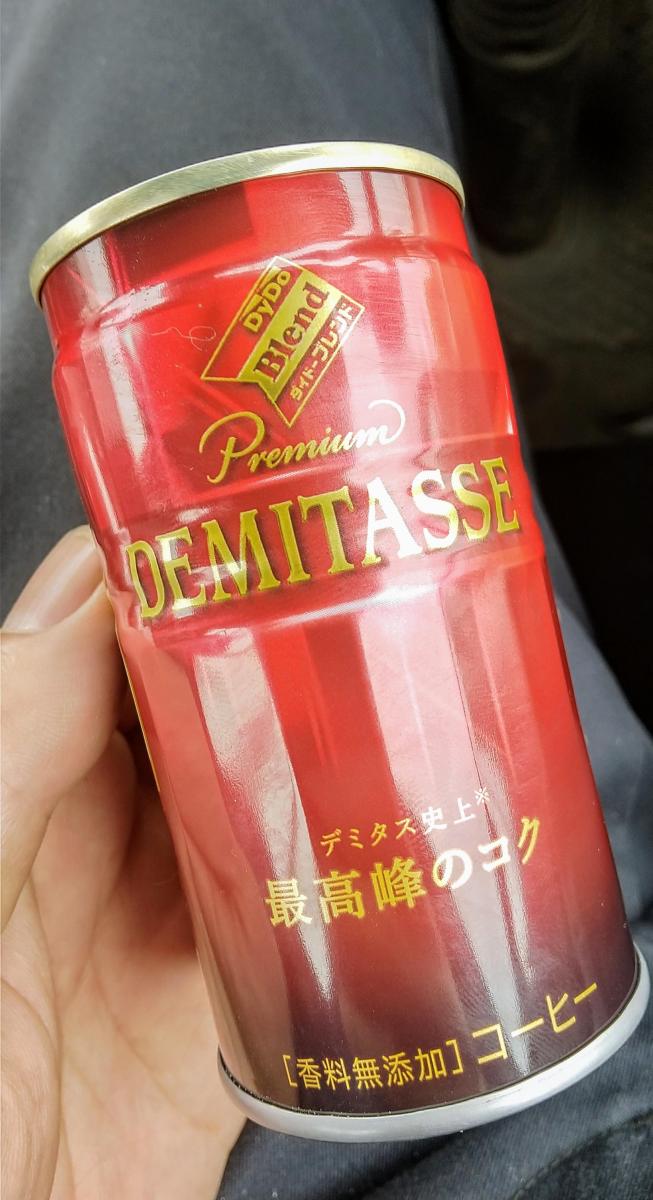 DyDo
Blend
ダイドーブレンド
Premium
DEMITASSE
デミタス史上※
最高峰のコク
[香料無添加] コーヒー